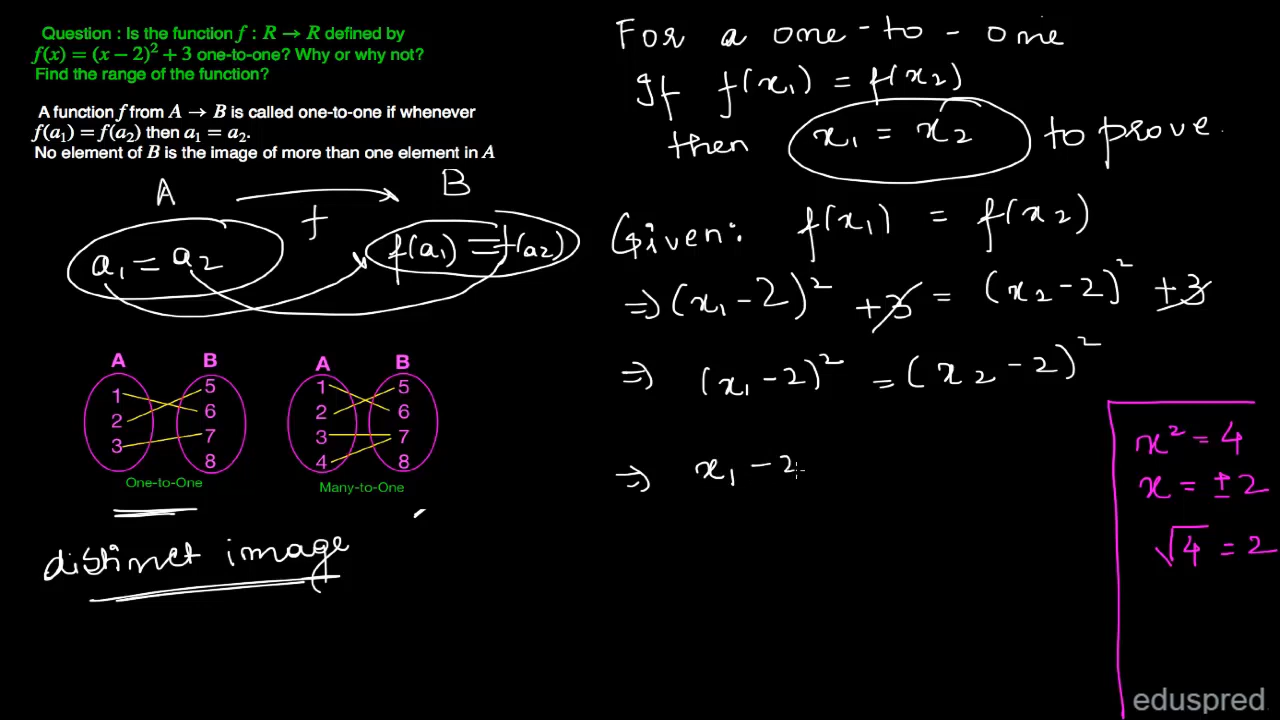 Question : Is the function f : R → R defined by
f(x) = (x − 2)² + 3 one-to-one? Why or why not?
Find the range of the function?
A function f from A → B is called one-to-one if whenever
f(a₁) = f(a₂) then a₁ = a₂.
No element of B is the image of more than one element in A
A → B
f
a₁ = a₂
f(a₁) = f(a₂)
A B
1 5
2 6
3 7
8
One-to-One
A B
1 5
2 6
3 7
4 8
Many-to-One
distinct image
For a one-to-one
If f(x₁) = f(x₂)
then x₁ = x₂ to prove.
Given: f(x₁) = f(x₂)
⇒ (x₁ − 2)² + 3 = (x₂ − 2)² + 3
⇒ (x₁ − 2)² = (x₂ − 2)²
⇒ x₁ − 2
x² = 4
x = ± 2
√4 = 2
eduspred